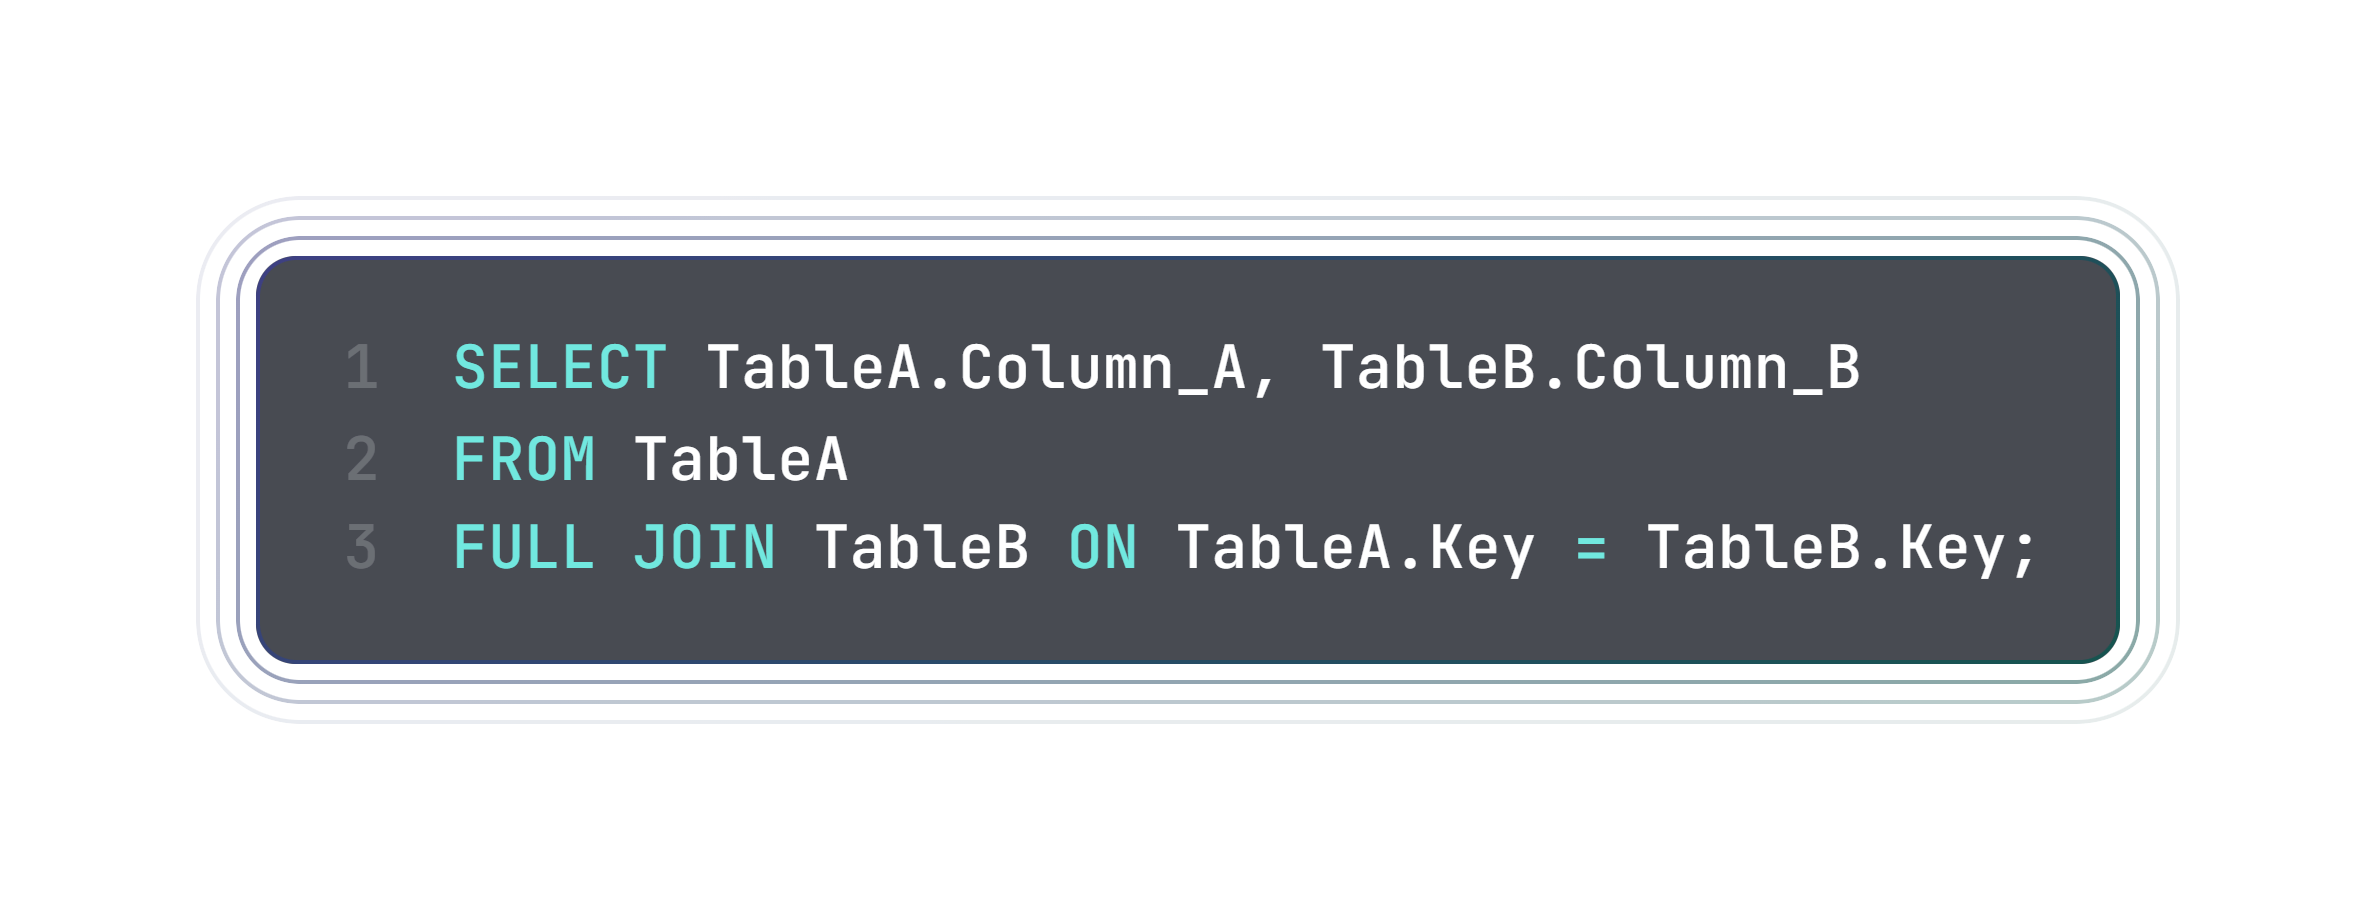 1 SELECT TableA.Column_A, TableB.Column_B
2 FROM TableA
3 FULL JOIN TableB ON TableA.Key = TableB.Key;